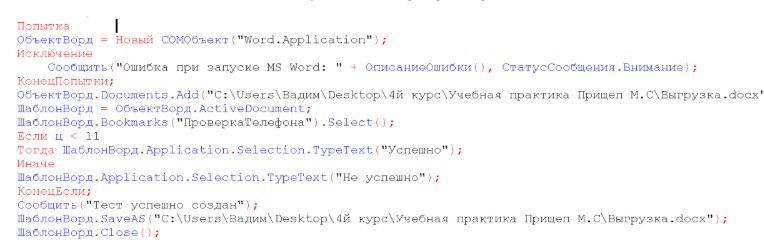 Попытка
ОбъектВорд = Новый COMОбъект("Word.Application");
Исключение
Сообщить("Ошибка при запуске MS Word: " + ОписаниеОшибки(), СтатусСообщения.Внимание);
КонецПопытки;
ОбъектВорд.Documents.Add("C:\Users\Вадим\Desktop\4й курс\Учебная практика Прищеп М.С\Выгрузка.docx"
ШаблонВорд = ОбъектВорд.ActiveDocument;
ШаблонВорд.Bookmarks("ПроверкаТелефона").Select();
Если ц < 11
Тогда ШаблонВорд.Application.Selection.TypeText("Успешно");
Иначе
ШаблонВорд.Application.Selection.TypeText("Не успешно");
КонецЕсли;
Сообщить("Тест успешно создан");
ШаблонВорд.SaveAS("C:\Users\Вадим\Desktop\4й курс\Учебная практика Прищеп М.С\Выгрузка.docx");
ШаблонВорд.Close();